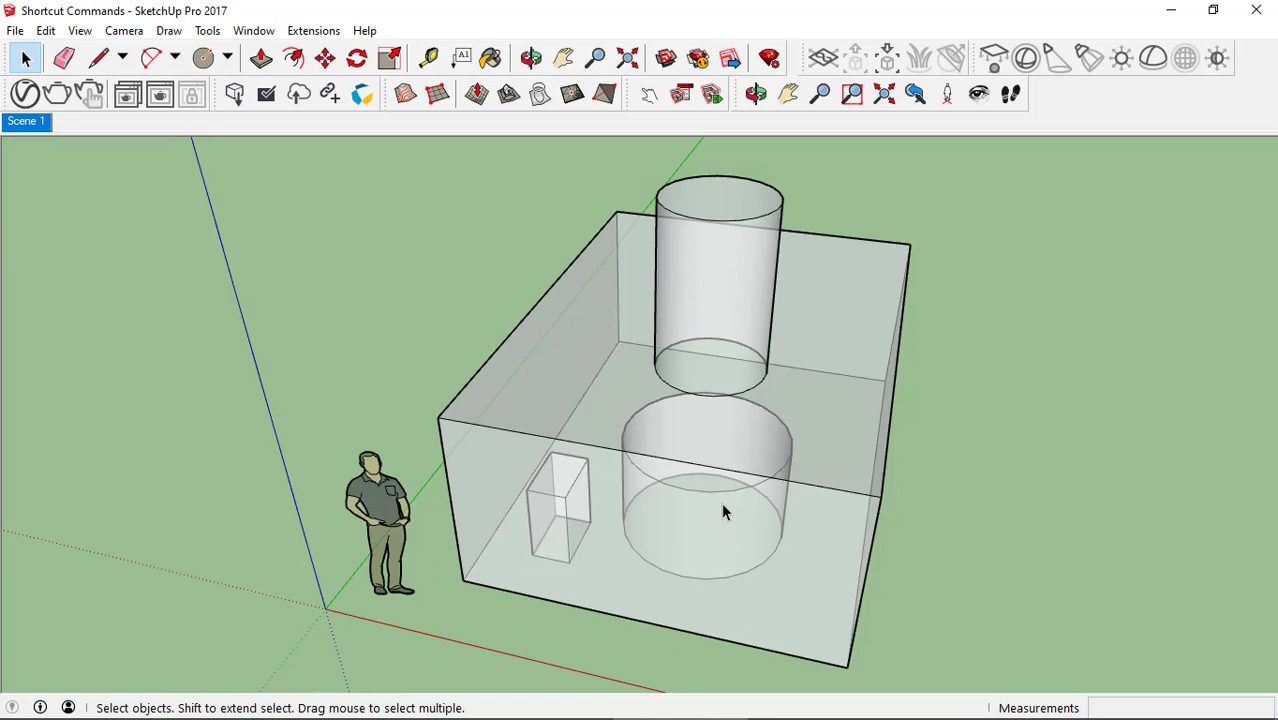 Shortcut Commands - SketchUp Pro 2017
File Edit View Camera Draw Tools Window Extensions Help
A1
Scene 1
Select objects. Shift to extend select. Drag mouse to select multiple.
Measurements